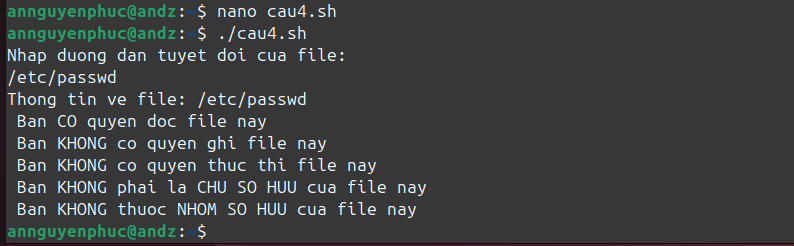 annguyenphuc@andz:~$ nano cau4.sh
annguyenphuc@andz:~$ ./cau4.sh
Nhap duong dan tuyet doi cua file:
/etc/passwd
Thong tin ve file: /etc/passwd
 Ban CO quyen doc file nay
 Ban KHONG co quyen ghi file nay
 Ban KHONG co quyen thuc thi file nay
 Ban KHONG phai la CHU SO HUU cua file nay
 Ban KHONG thuoc NHOM SO HUU cua file nay
annguyenphuc@andz:~$